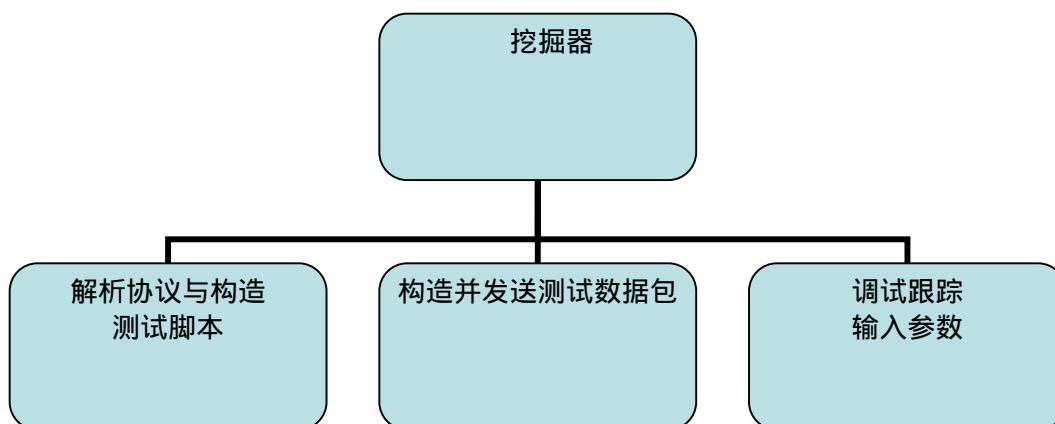 挖掘器
解析协议与构造
测试脚本
构造并发送测试数据包
调试跟踪
输入参数